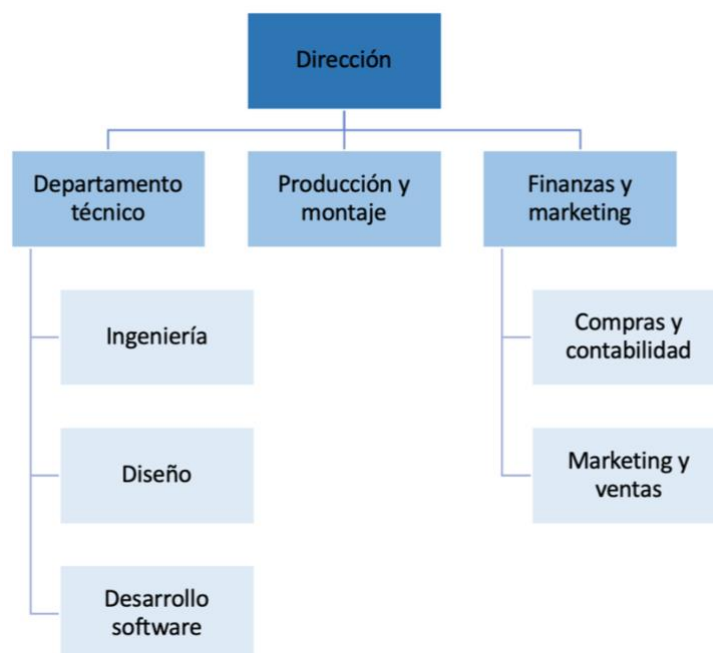 Dirección
Departamento
técnico
Producción y
montaje
Finanzas y
marketing
Ingeniería
Compras y
contabilidad
Diseño
Marketing y
ventas
Desarrollo
software